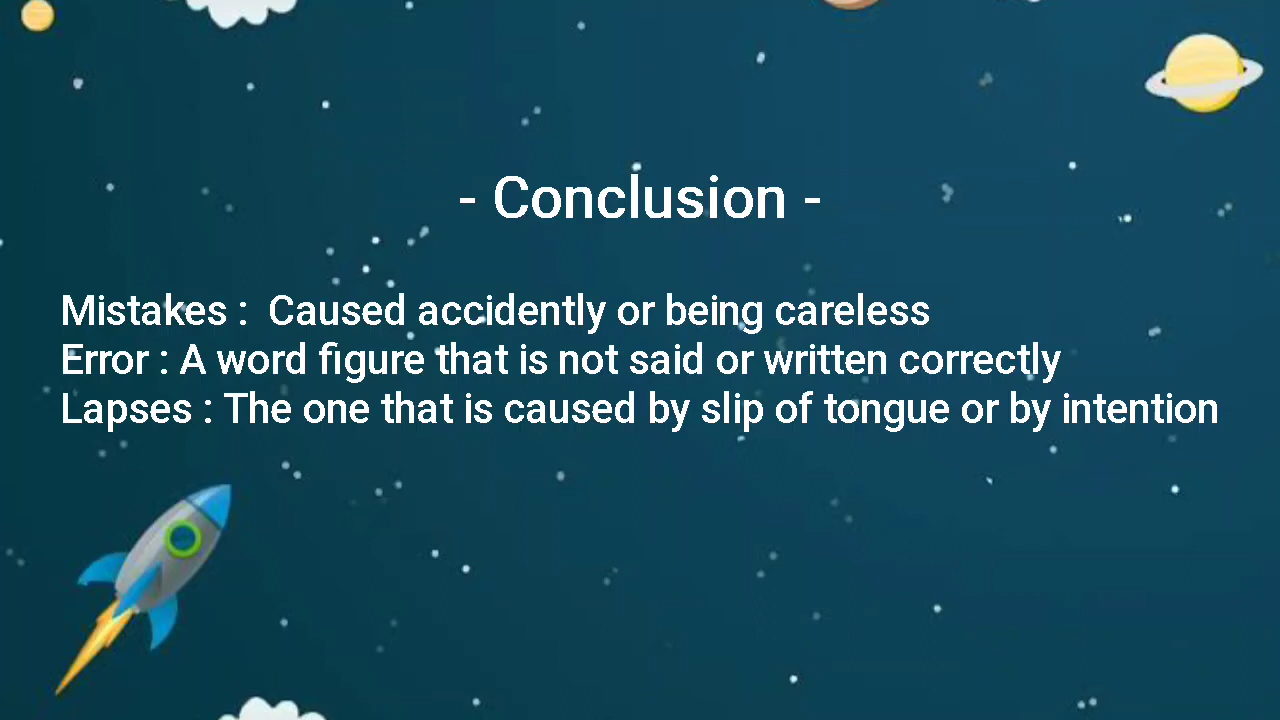 - Conclusion -
Mistakes :  Caused accidently or being careless
Error : A word figure that is not said or written correctly
Lapses : The one that is caused by slip of tongue or by intention